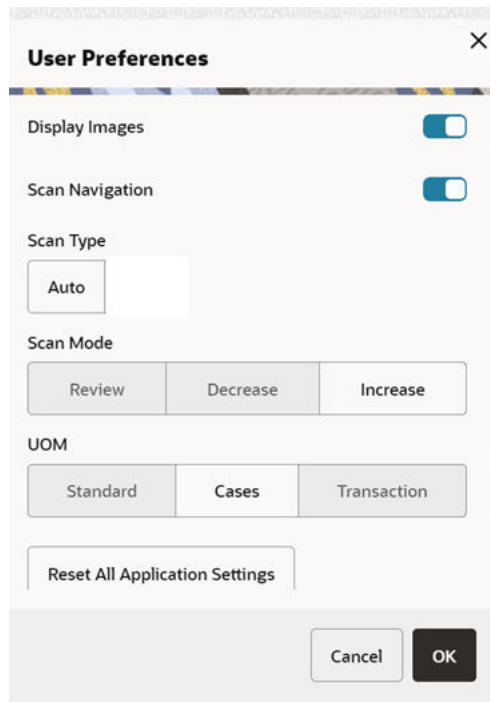 User Preferences
Display Images
Scan Navigation
Scan Type
Auto
Scan Mode
Review Decrease Increase
UOM
Standard Cases Transaction
Reset All Application Settings
Cancel OK